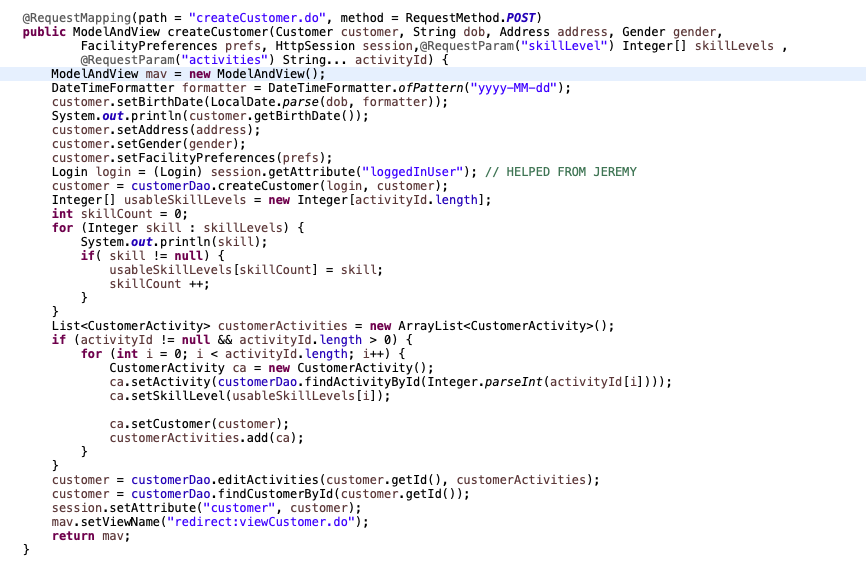 @RequestMapping(path = "createCustomer.do", method = RequestMethod.POST)
public ModelAndView createCustomer(Customer customer, String dob, Address address, Gender gender,
        FacilityPreferences prefs, HttpSession session,@RequestParam("skillLevel") Integer[] skillLevels ,
        @RequestParam("activities") String... activityId) {
    ModelAndView mav = new ModelAndView();
    DateTimeFormatter formatter = DateTimeFormatter.ofPattern("yyyy-MM-dd");
    customer.setBirthDate(LocalDate.parse(dob, formatter));
    System.out.println(customer.getBirthDate());
    customer.setAddress(address);
    customer.setGender(gender);
    customer.setFacilityPreferences(prefs);
    Login login = (Login) session.getAttribute("loggedInUser"); // HELPED FROM JEREMY
    customer = customerDao.createCustomer(login, customer);
    Integer[] usableSkillLevels = new Integer[activityId.length];
    int skillCount = 0;
    for (Integer skill : skillLevels) {
        System.out.println(skill);
        if( skill != null) {
            usableSkillLevels[skillCount] = skill;
            skillCount ++;
        }
    }
    List<CustomerActivity> customerActivities = new ArrayList<CustomerActivity>();
    if (activityId != null && activityId.length > 0) {
        for (int i = 0; i < activityId.length; i++) {
            CustomerActivity ca = new CustomerActivity();
            ca.setActivity(customerDao.findActivityById(Integer.parseInt(activityId[i])));
            ca.setSkillLevel(usableSkillLevels[i]);

            ca.setCustomer(customer);
            customerActivities.add(ca);
        }
    }
    customer = customerDao.editActivities(customer.getId(), customerActivities);
    customer = customerDao.findCustomerById(customer.getId());
    session.setAttribute("customer", customer);
    mav.setViewName("redirect:viewCustomer.do");
    return mav;
}